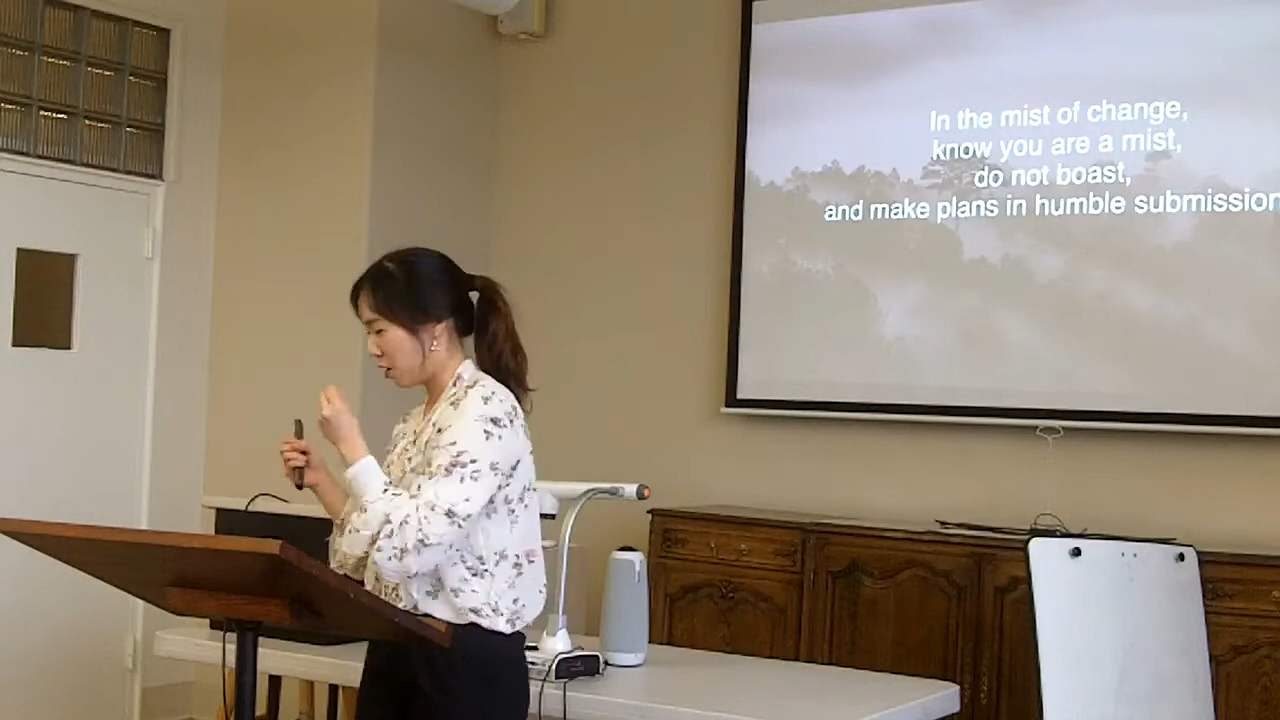 In the mist of change,
know you are a mist,
do not boast,
and make plans in humble submission